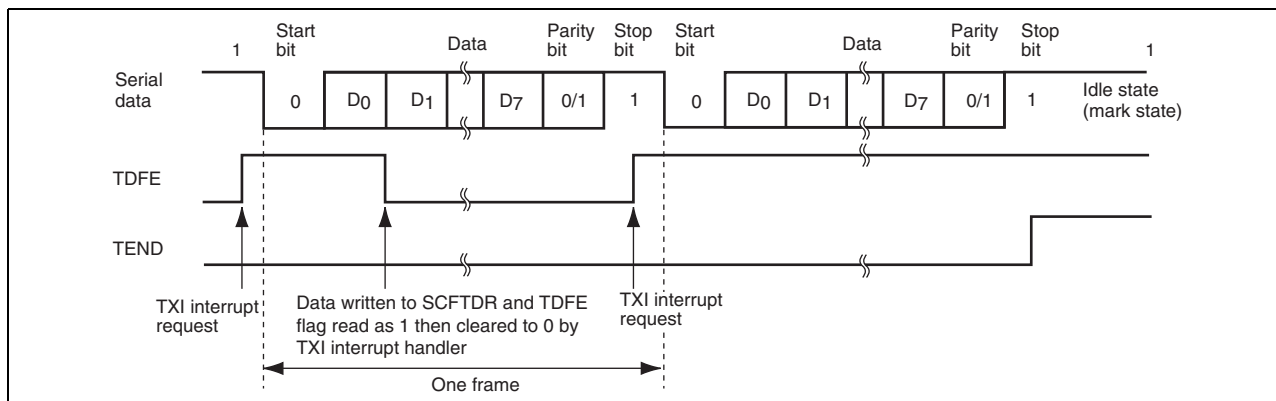 1 Start bit Data Parity bit Stop bit Start bit Data Parity bit Stop bit 1
Serial data 0 D0 D1 D7 0/1 1 0 D0 D1 D7 0/1 1 Idle state (mark state)
TDFE
TEND
TXI interrupt request
Data written to SCFTDR and TDFE
flag read as 1 then cleared to 0 by
TXI interrupt handler
TXI interrupt request
One frame